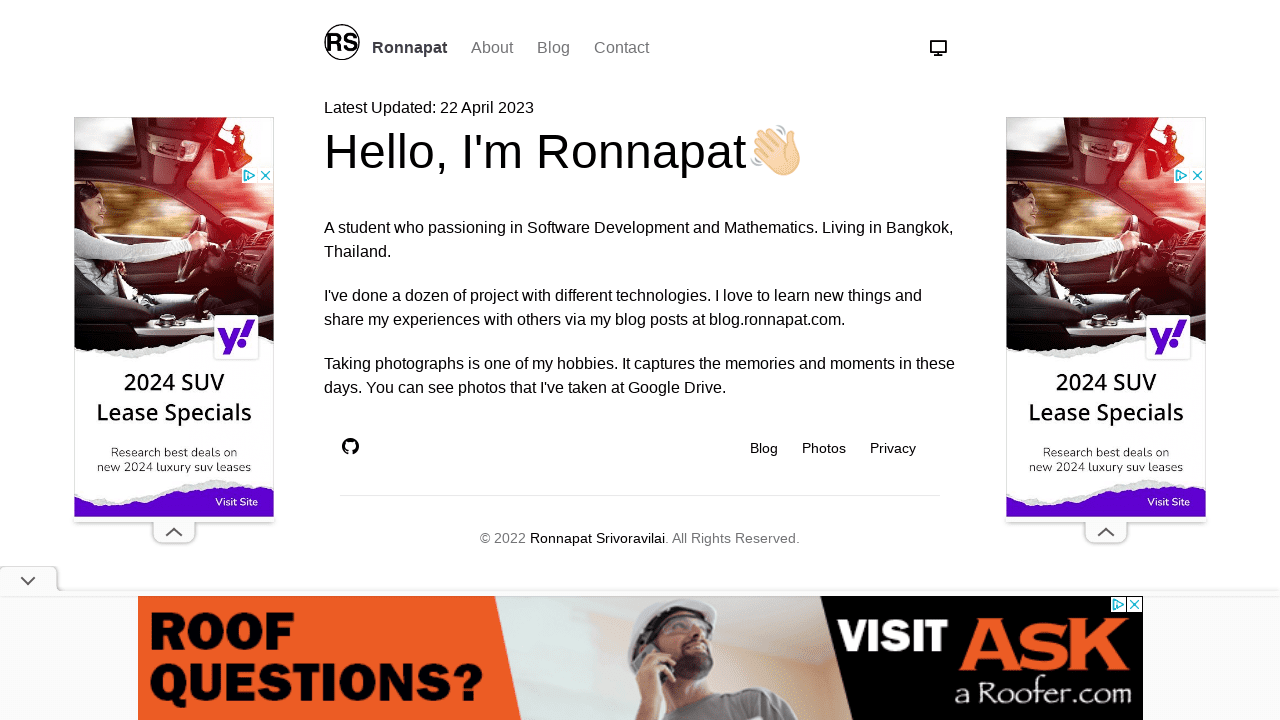 RS Ronnapat About Blog Contact
Latest Updated: 22 April 2023
Hello, I'm Ronnapat👋🏻
A student who passioning in Software Development and Mathematics. Living in Bangkok,
Thailand.
I've done a dozen of project with different technologies. I love to learn new things and
share my experiences with others via my blog posts at blog.ronnapat.com.
Taking photographs is one of my hobbies. It captures the memories and moments in these
days. You can see photos that I've taken at Google Drive.
Blog Photos Privacy
© 2022 Ronnapat Srivoravilai. All Rights Reserved.
y!
2024 SUV
Lease Specials
Research best deals on
new 2024 luxury suv leases
Visit Site
y!
2024 SUV
Lease Specials
Research best deals on
new 2024 luxury suv leases
Visit Site
ROOF
QUESTIONS?
VISIT ASK
a Roofer.com